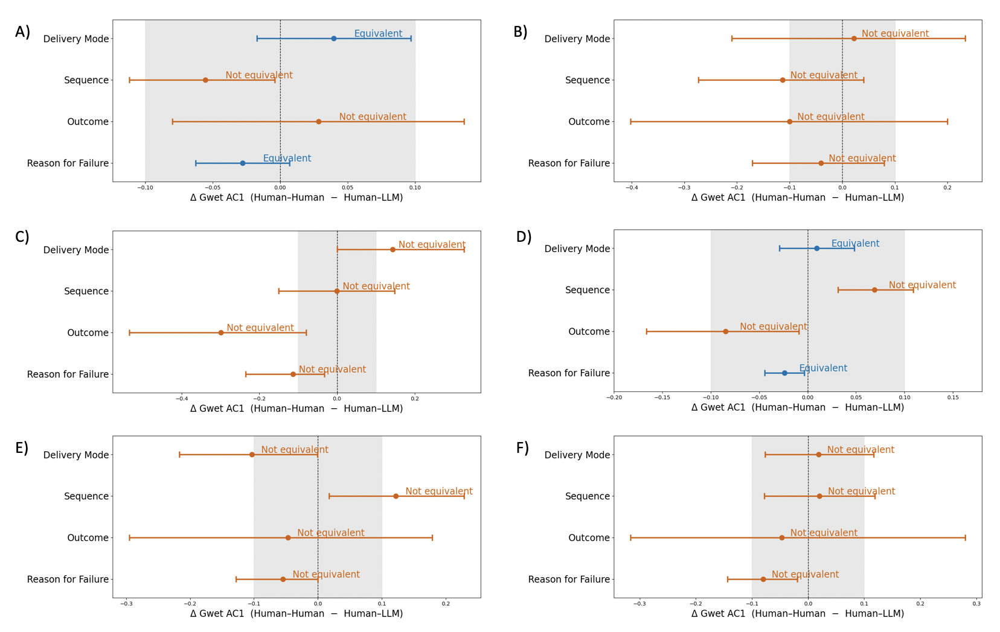 A)
Delivery Mode
Equivalent
Sequence
Not equivalent
Outcome
Not equivalent
Reason for Failure
Equivalent
−0.10 −0.05 0.00 0.05 0.10
Δ Gwet AC1 (Human–Human − Human–LLM)
B)
Delivery Mode
Not equivalent
Sequence
Not equivalent
Outcome
Not equivalent
Reason for Failure
Not equivalent
−0.4 −0.3 −0.2 −0.1 0.0 0.1 0.2
Δ Gwet AC1 (Human–Human − Human–LLM)
C)
Delivery Mode
Not equivalent
Sequence
Not equivalent
Outcome
Not equivalent
Reason for Failure
Not equivalent
−0.4 −0.2 0.0 0.2
Δ Gwet AC1 (Human–Human − Human–LLM)
D)
Delivery Mode
Equivalent
Sequence
Not equivalent
Outcome
Not equivalent
Reason for Failure
Equivalent
−0.20 −0.15 −0.10 −0.05 0.00 0.05 0.10 0.15
Δ Gwet AC1 (Human–Human − Human–LLM)
E)
Delivery Mode
Not equivalent
Sequence
Not equivalent
Outcome
Not equivalent
Reason for Failure
Not equivalent
−0.3 −0.2 −0.1 0.0 0.1 0.2
Δ Gwet AC1 (Human–Human − Human–LLM)
F)
Delivery Mode
Not equivalent
Sequence
Not equivalent
Outcome
Not equivalent
Reason for Failure
Not equivalent
−0.3 −0.2 −0.1 0.0 0.1 0.2 0.3
Δ Gwet AC1 (Human–Human − Human–LLM)